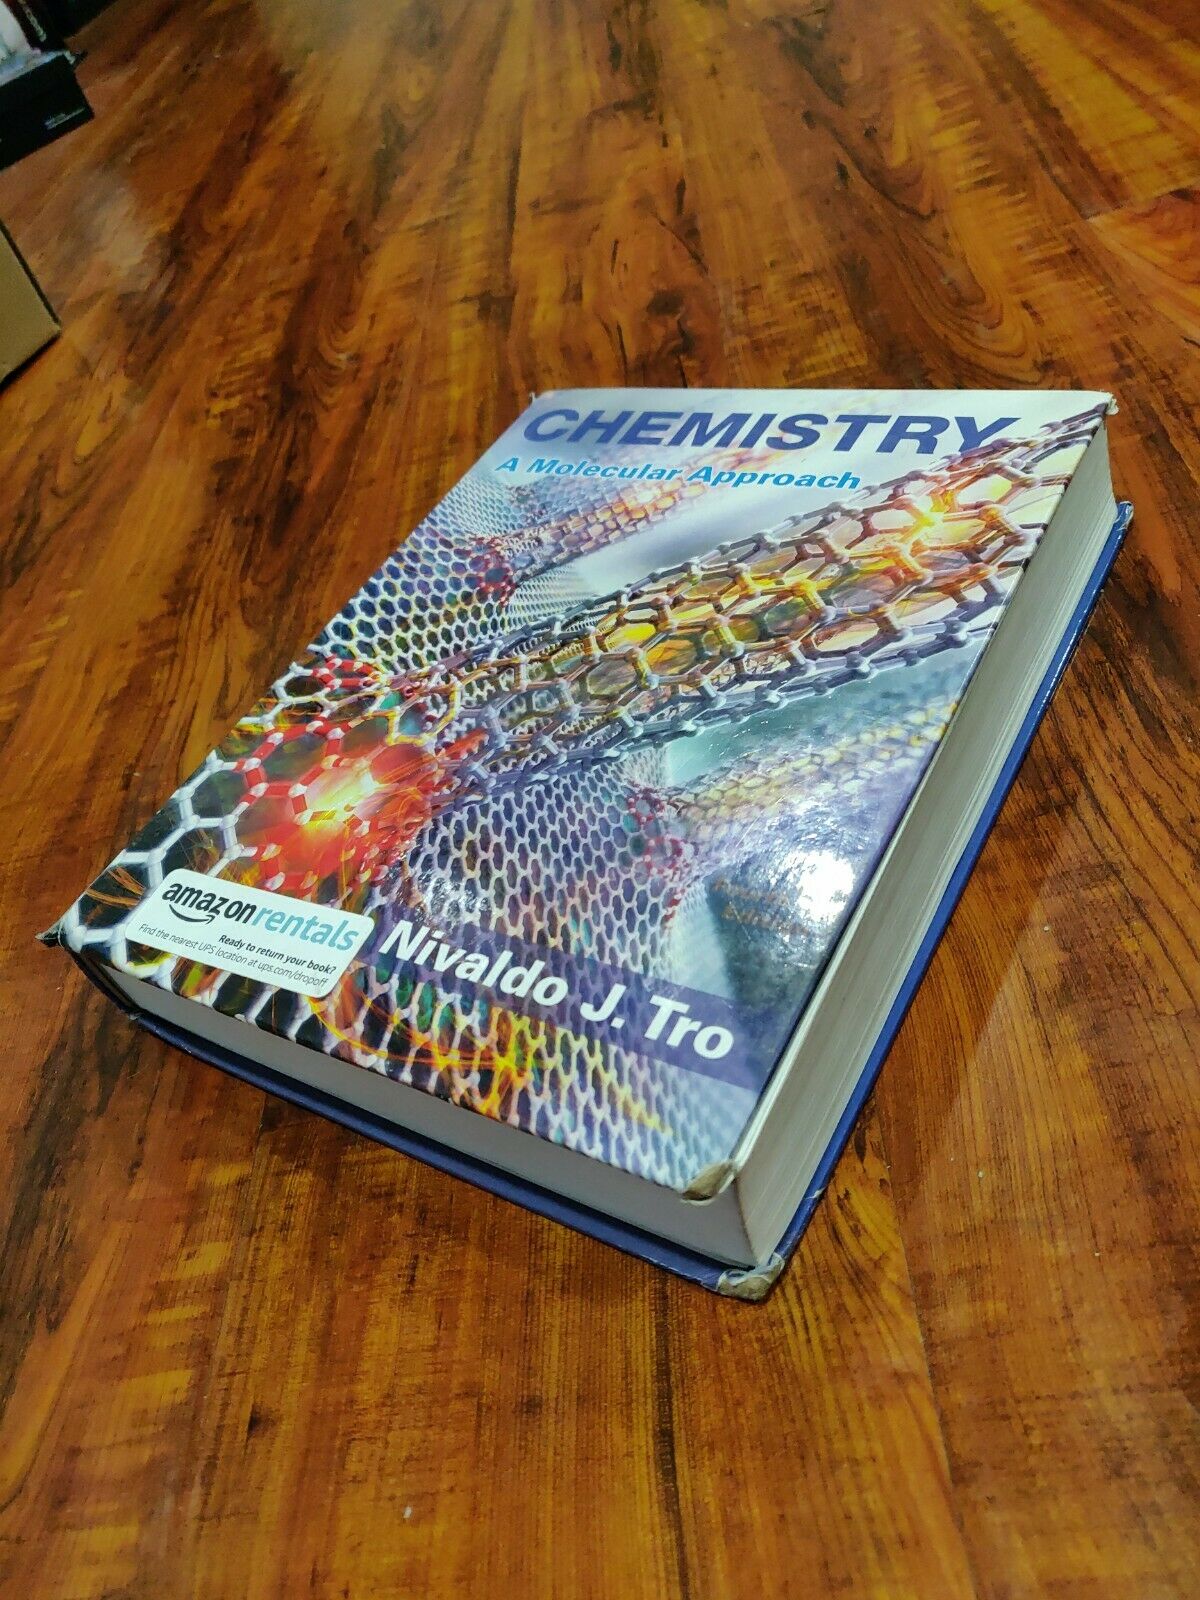 CHEMISTRY
A Molecular Approach
Edition
amazonrentals
Ready to return your book?
Find the nearest UPS location at ups.com/dropoff
Nivaldo J. Tro